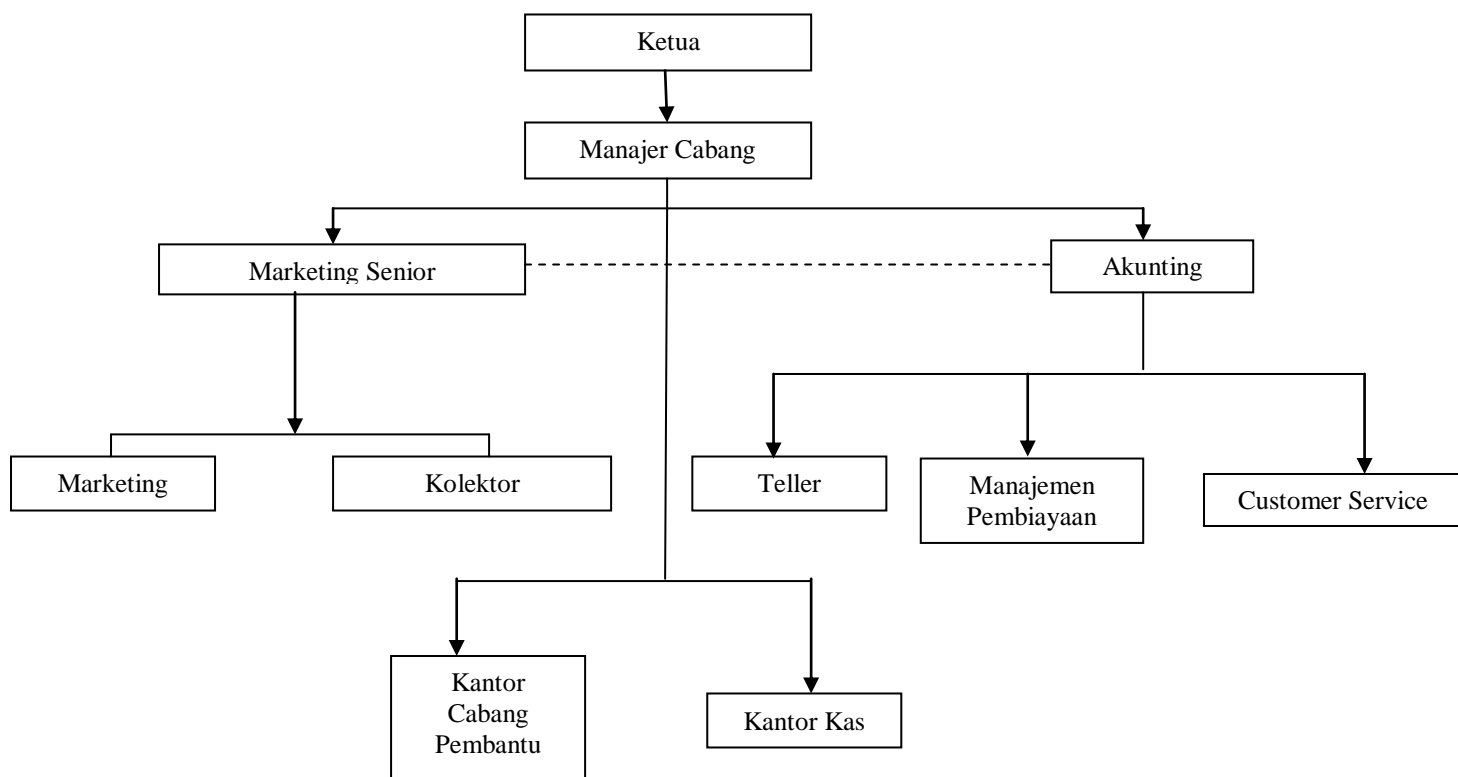 Ketua
Manajer Cabang
Marketing Senior
Akunting
Marketing
Kolektor
Teller
Manajemen
Pembiayaan
Customer Service
Kantor
Cabang
Pembantu
Kantor Kas